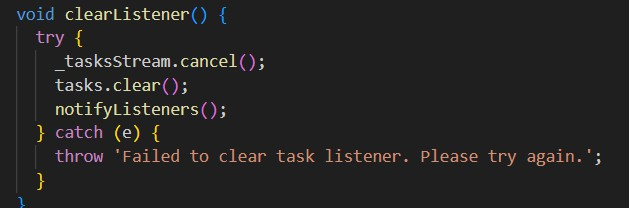 void clearListener() {
try {
_tasksStream.cancel();
tasks.clear();
notifyListeners();
} catch (e) {
throw 'Failed to clear task listener. Please try again.';
}
}